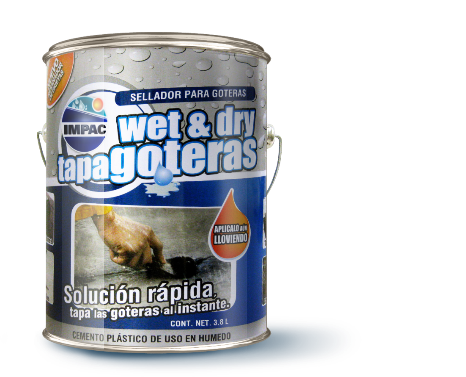 SELLADOR PARA GOTERAS
IMPAC
wet & dry
tapagoteras
APLÍCALO aun
LLOVIENDO
Solución rápida,
tapa las goteras al instante.
CONT. NET. 3.8 L
CEMENTO PLÁSTICO DE USO EN HUMEDO